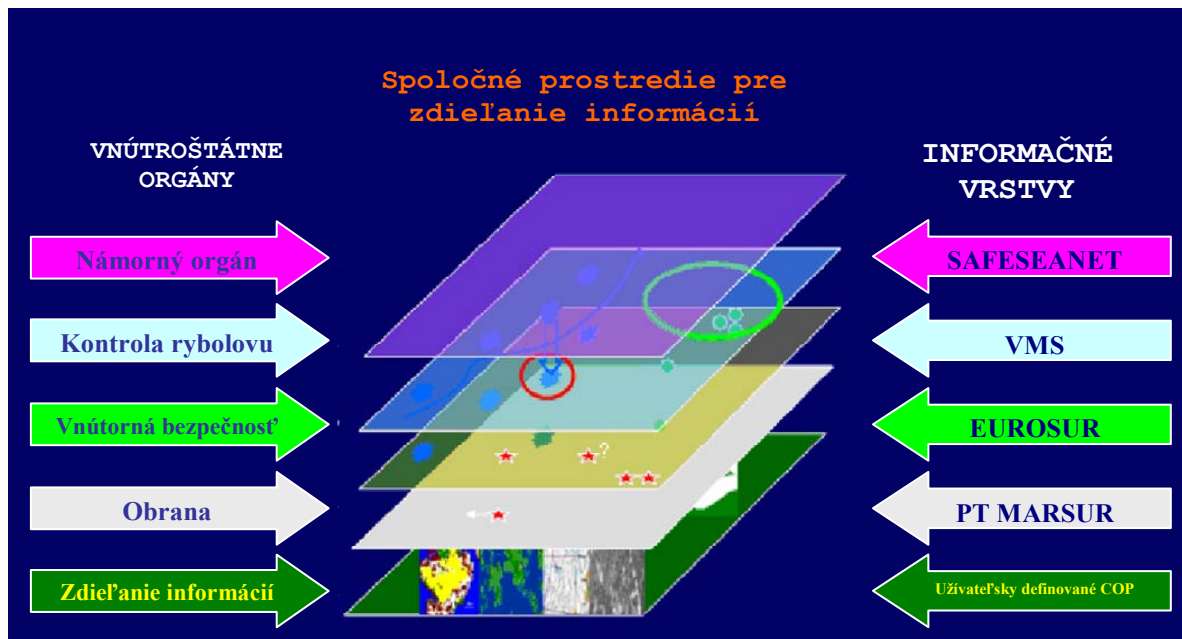 Spoločné prostredie pre
zdieľanie informácií
VNÚTROŠTÁTNE
ORGÁNY
INFORMAČNÉ
VRSTVY
Námorný orgán
SAFESEANET
Kontrola rybolovu
VMS
Vnútorná bezpečnosť
EUROSUR
?
Obrana
PT MARSUR
Zdieľanie informácií
Užívateľsky definované COP